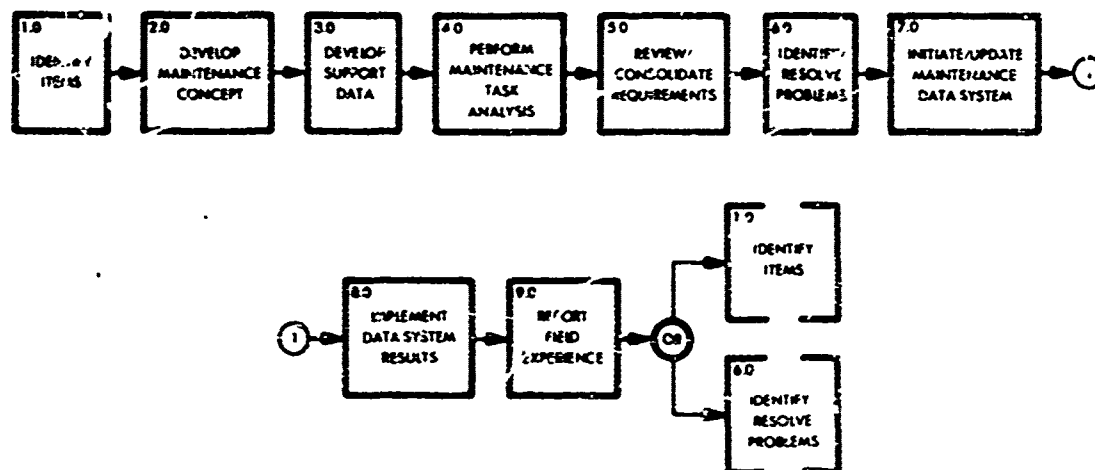 1.0
IDENTIFY
ITEMS
2.0
DEVELOP
MAINTENANCE
CONCEPT
3.0
DEVELOP
SUPPORT
DATA
4.0
PERFORM
MAINTENANCE
TASK
ANALYSIS
5.0
REVIEW/
CONSOLIDATE
REQUIREMENTS
6.0
IDENTIFY/
RESOLVE
PROBLEMS
7.0
INITIATE/UPDATE
MAINTENANCE
DATA SYSTEM
1
1
8.0
IMPLEMENT
DATA SYSTEM
RESULTS
9.0
REPORT
FIELD
EXPERIENCE
OR
1.0
IDENTIFY
ITEMS
6.0
IDENTIFY
RESOLVE
PROBLEMS